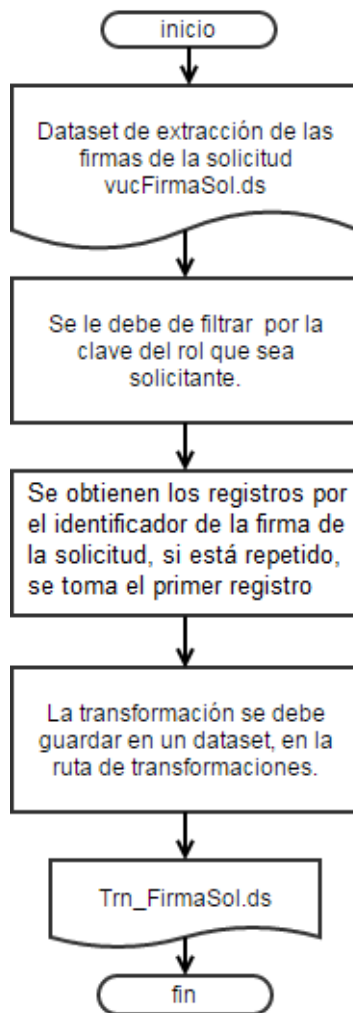 inicio
Dataset de extracción de las
firmas de la solicitud
vucFirmaSol.ds
Se le debe de filtrar por la
clave del rol que sea
solicitante.
Se obtienen los registros por
el identificador de la firma de
la solicitud, si está repetido,
se toma el primer registro
La transformación se debe
guardar en un dataset, en la
ruta de transformaciones.
Trn_FirmaSol.ds
fin